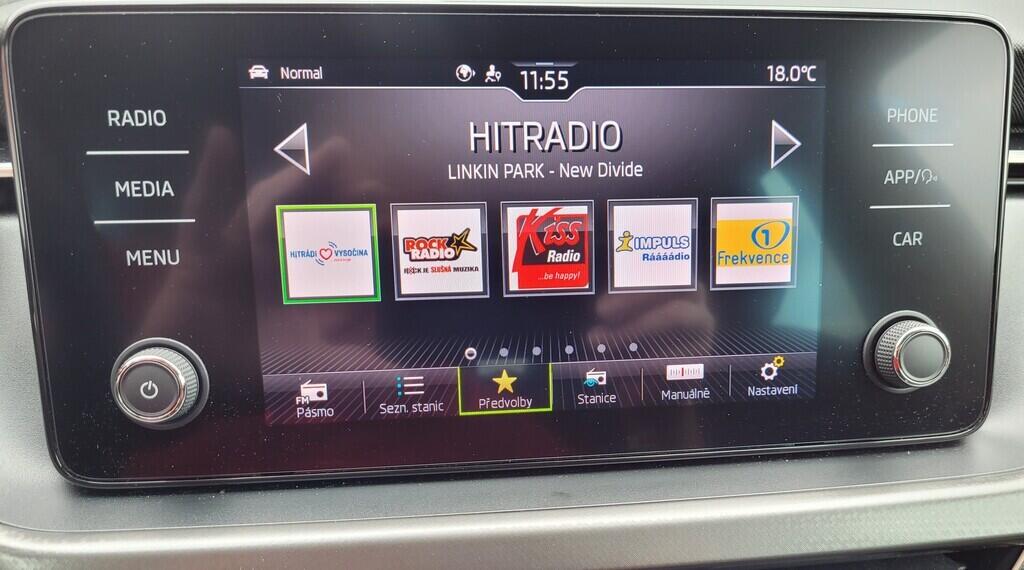 Normal
11:55
18.0°C
RADIO
MEDIA
MENU
PHONE
APP/
CAR
HITRADIO
LINKIN PARK - New Divide
HITRÁDI VYSOČINA
ROCK
RADIO
ROCK JE SLUŠNÁ MUZIKA
Kiss
Radio
...be happy!
IMPULS
Ráááádio
1
Frekvence
FM
Pásmo
Sezn. stanic
Předvolby
Stanice
Manuálně
Nastavení